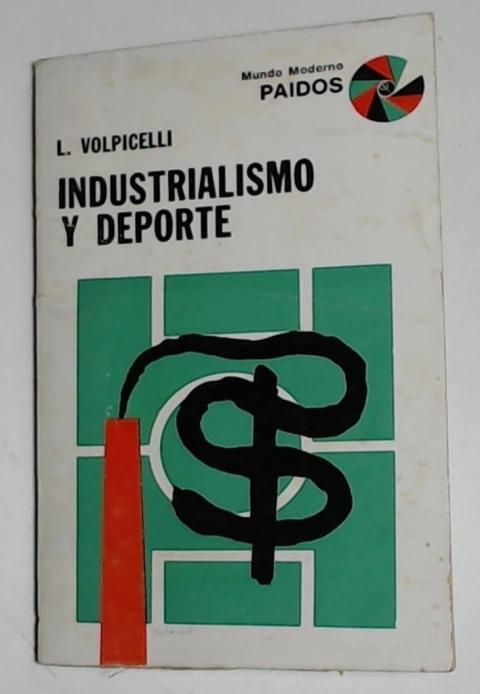 Mundo Moderno
PAIDOS
L. VOLPICELLI
INDUSTRIALISMO
Y DEPORTE